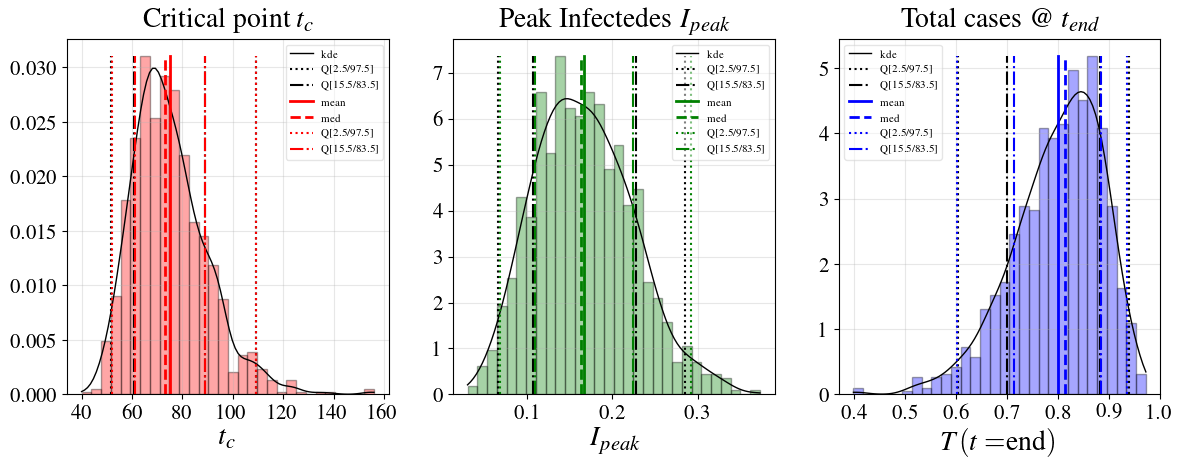 Critical point t_c
0.030
0.025
0.020
0.015
0.010
0.005
0.000
40 60 80 100 120 140 160
t_c
kde
Q[2.5/97.5]
Q[15.5/83.5]
mean
med
Q[2.5/97.5]
Q[15.5/83.5]
Peak Infectedes I_peak
7
6
5
4
3
2
1
0
0.1 0.2 0.3
I_peak
kde
Q[2.5/97.5]
Q[15.5/83.5]
mean
med
Q[2.5/97.5]
Q[15.5/83.5]
Total cases @ t_end
5
4
3
2
1
0
0.4 0.5 0.6 0.7 0.8 0.9 1.0
T(t =end)
kde
Q[2.5/97.5]
Q[15.5/83.5]
mean
med
Q[2.5/97.5]
Q[15.5/83.5]